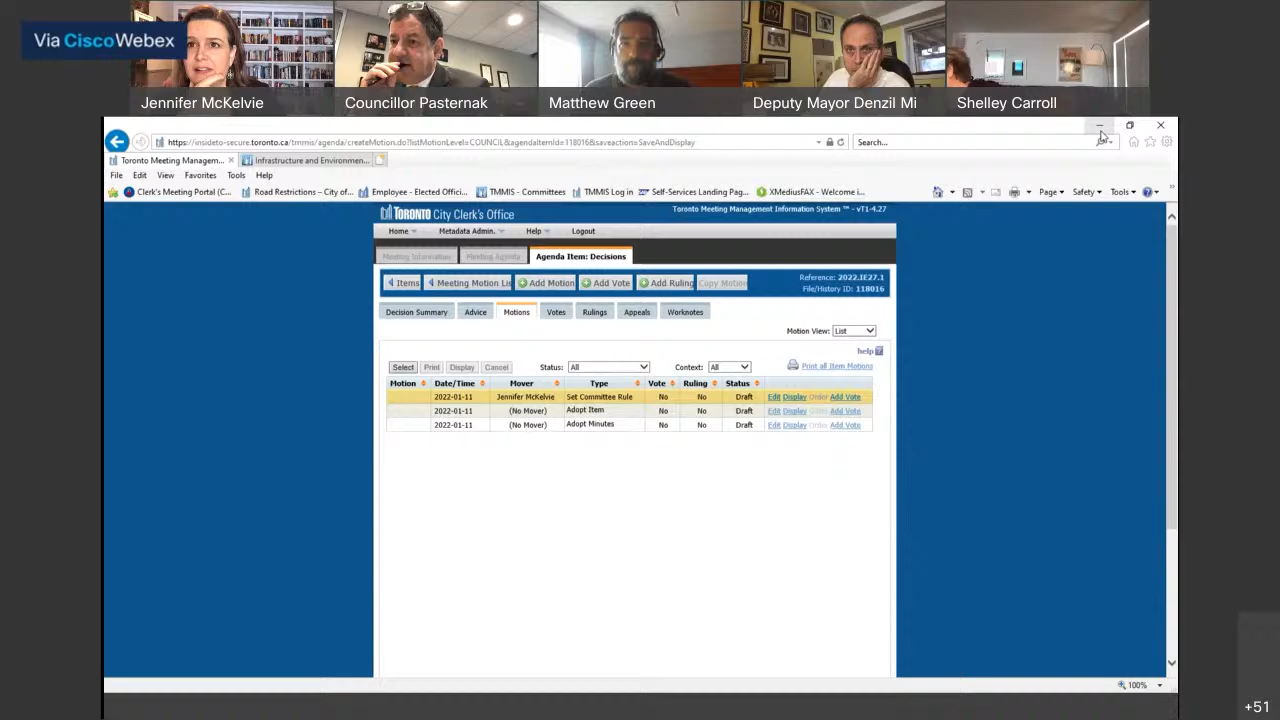 Via CiscoWebex
Jennifer McKelvie
Councillor Pasternak
Matthew Green
Deputy Mayor Denzil Mi
Shelley Carroll
https://insideto-secure.toronto.ca/tmmis/agenda/createMotion.do?listMotionLevel=COUNCIL&agendaItemId=118016&saveactions=SaveAndDisplay
Search...
Toronto Meeting Managem...
Infrastructure and Environmen...
File Edit View Favorites Tools Help
Clerk's Meeting Portal (C... Road Restrictions – City of... Employee - Elected Offici... TMMIS - Committees TMMIS Log in Self-Services Landing Pag... XMediusFAX - Welcome i...
Page Safety Tools
TORONTO City Clerk's Office
Toronto Meeting Management Information System ™ - vT1-4.27
Home Metadata Admin. Help Logout
Meeting Information Meeting Agenda Agenda Item: Decisions
Items Meeting Motion Lis Add Motion Add Vote Add Ruling Copy Motion
Reference: 2022.IE27.1
File/History ID: 118016
Decision Summary Advice Motions Votes Rulings Appeals Worknotes
Motion View: List
help ?
Select Print Display Cancel Status: All Context: All Print all Item Motions
Motion Date/Time Mover Type Vote Ruling Status
2022-01-11 Jennifer McKelvie Set Committee Rule No No Draft Edit Display Order Add Vote
2022-01-11 (No Mover) Adopt Item No No Draft Edit Display Order Add Vote
2022-01-11 (No Mover) Adopt Minutes No No Draft Edit Display Order Add Vote
100%
+51